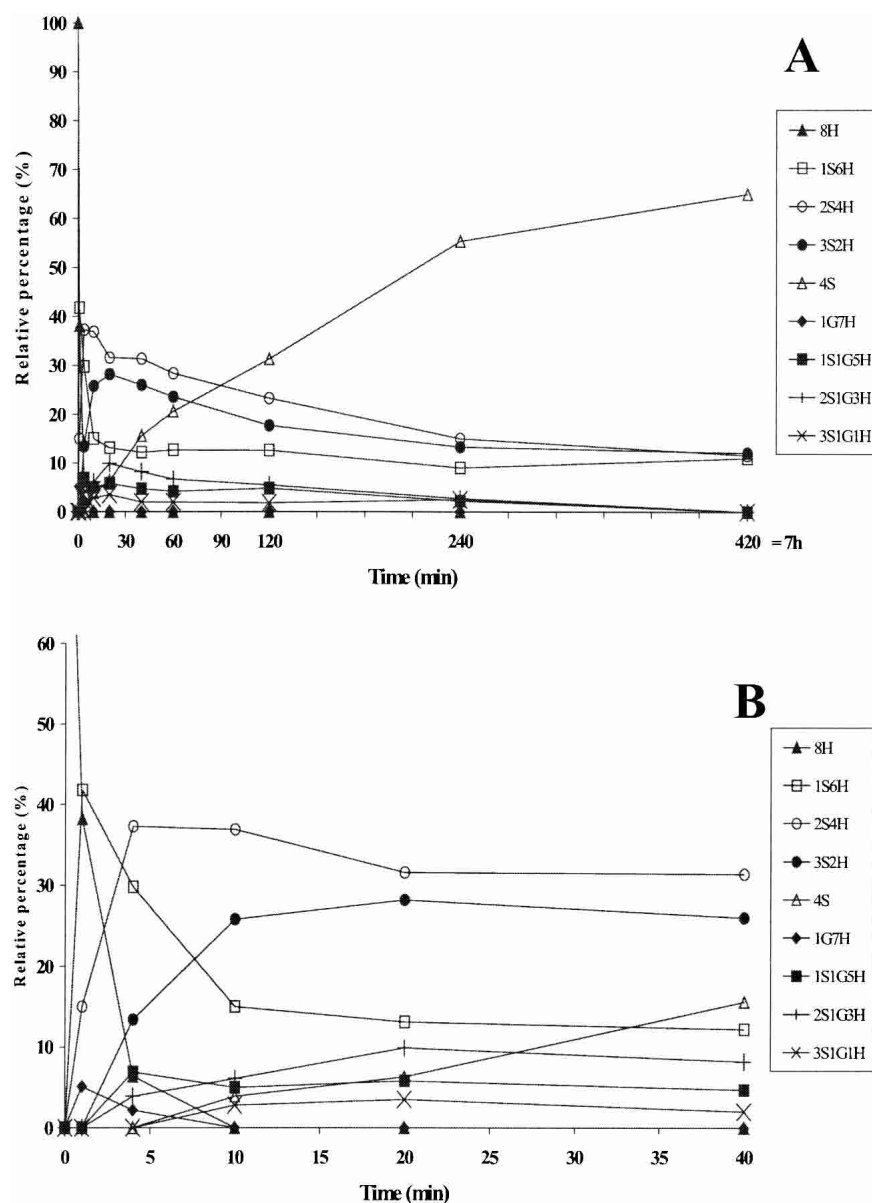 A
100
90
80
70
60
50
40
30
20
10
0
Relative percentage (%)
0 30 60 90 120 240 420 = 7h
Time (min)
8H
1S6H
2S4H
3S2H
4S
1G7H
1S1G5H
2S1G3H
3S1G1H
B
60
50
40
30
20
10
0
Relative percentage (%)
0 5 10 15 20 25 30 35 40
Time (min)
8H
1S6H
2S4H
3S2H
4S
1G7H
1S1G5H
2S1G3H
3S1G1H